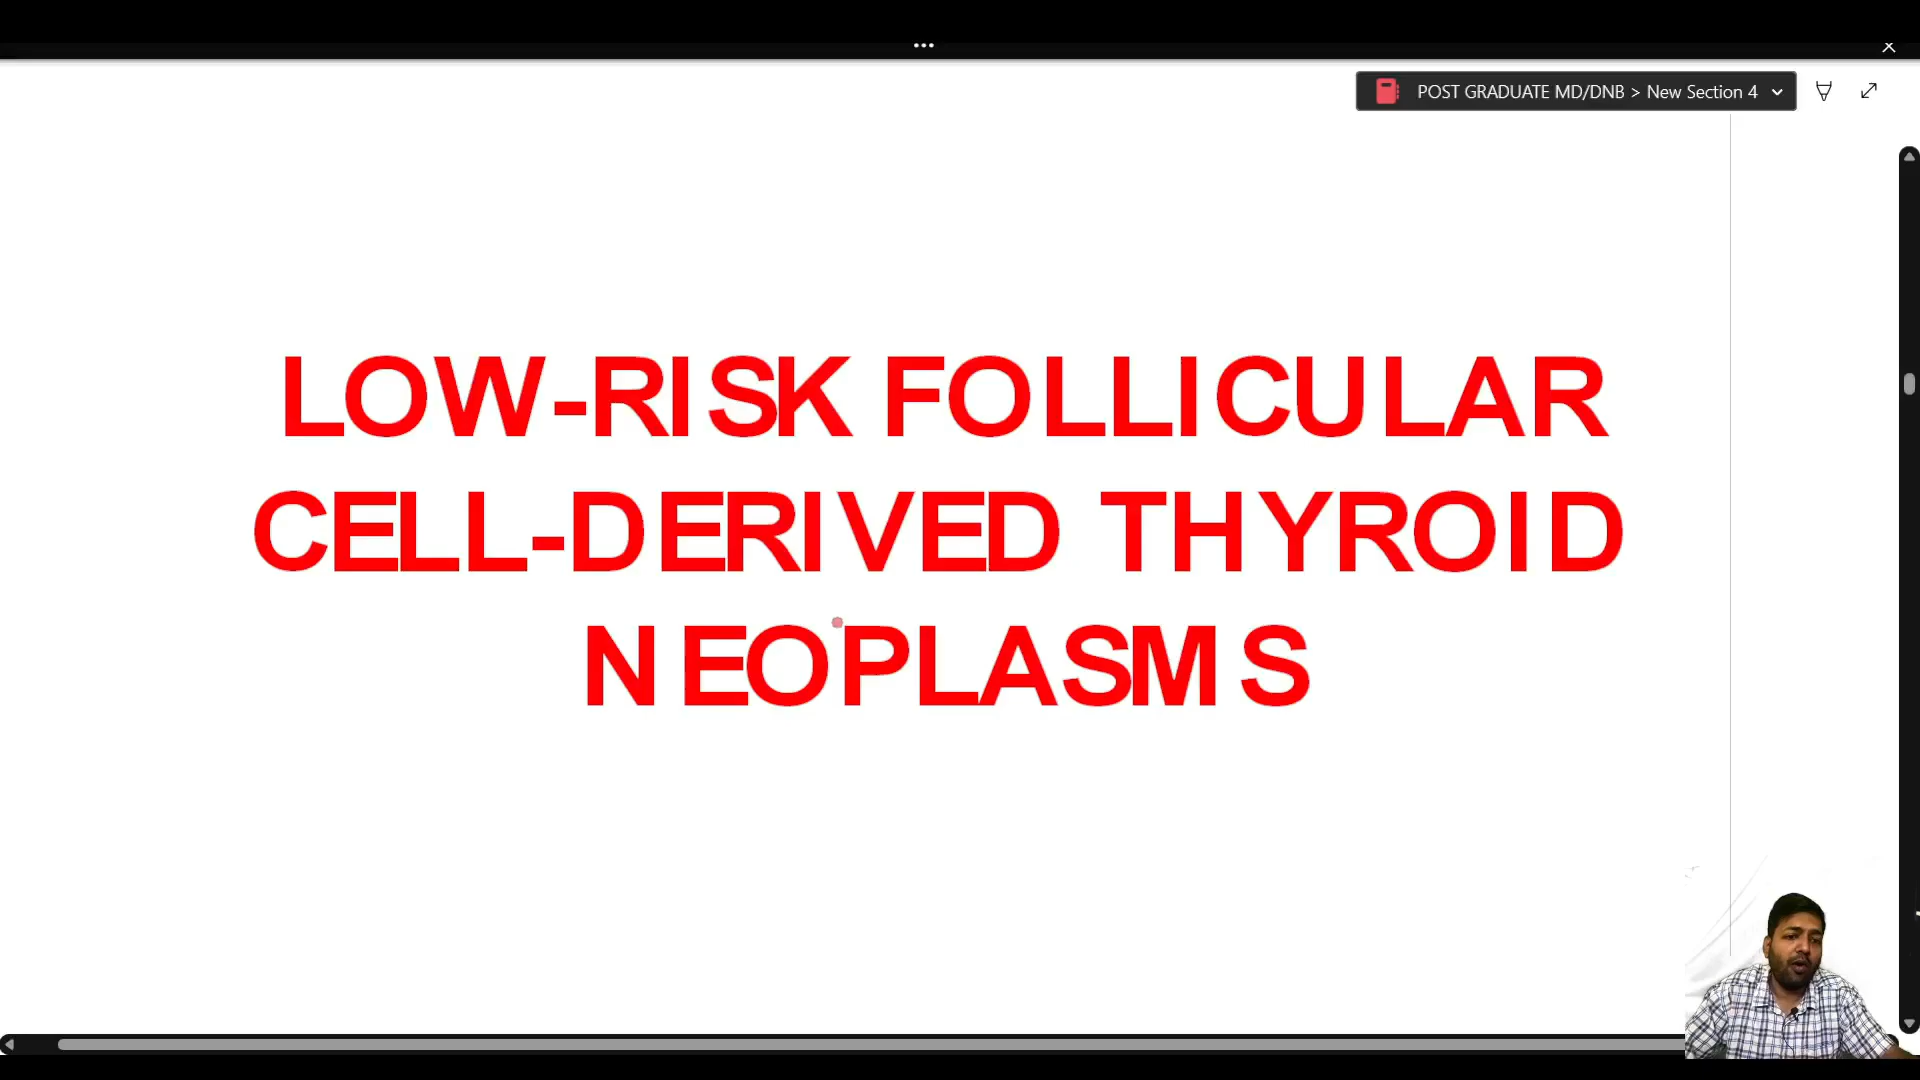 POST GRADUATE MD/DNB > New Section 4
LOW-RISK FOLLICULAR
CELL-DERIVED THYROID
NEOPLASMS